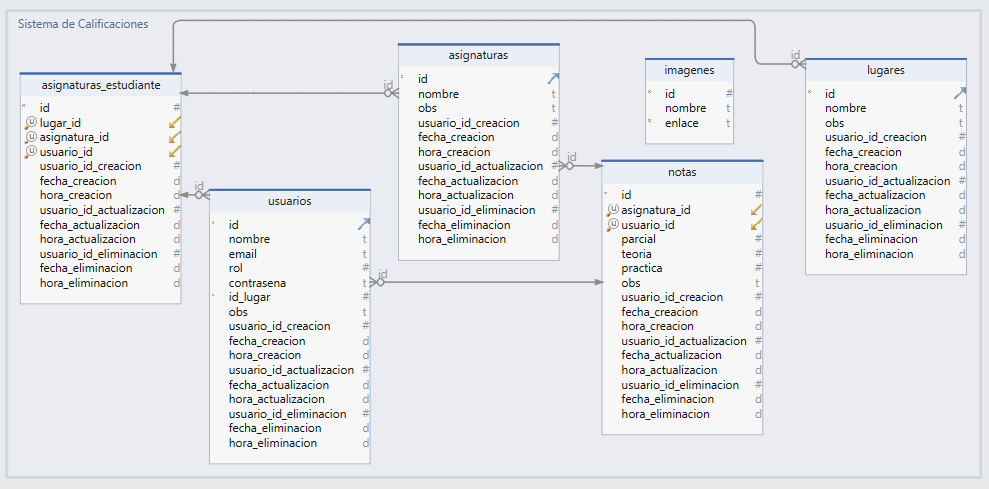 Sistema de Calificaciones
asignaturas_estudiante
id #
lugar_id
asignatura_id
usuario_id
usuario_id_creacion #
fecha_creacion d
hora_creacion d
usuario_id_actualizacion #
fecha_actualizacion d
hora_actualizacion d
usuario_id_eliminacion #
fecha_eliminacion d
hora_eliminacion d
id
id
usuarios
id
nombre t
email t
rol #
contrasena t
id_lugar #
obs t
usuario_id_creacion #
fecha_creacion d
hora_creacion d
usuario_id_actualizacion #
fecha_actualizacion d
hora_actualizacion d
usuario_id_eliminacion #
fecha_eliminacion d
hora_eliminacion d
id
asignaturas
id
nombre t
obs t
usuario_id_creacion #
fecha_creacion d
hora_creacion d
usuario_id_actualizacion #
fecha_actualizacion d
hora_actualizacion d
usuario_id_eliminacion #
fecha_eliminacion d
hora_eliminacion d
id
imagenes
id #
nombre t
enlace t
notas
id #
asignatura_id
usuario_id
parcial #
teoria #
practica #
obs t
usuario_id_creacion #
fecha_creacion d
hora_creacion d
usuario_id_actualizacion #
fecha_actualizacion d
hora_actualizacion d
usuario_id_eliminacion #
fecha_eliminacion d
hora_eliminacion d
id
lugares
id
nombre t
obs t
usuario_id_creacion #
fecha_creacion d
hora_creacion d
usuario_id_actualizacion #
fecha_actualizacion d
hora_actualizacion d
usuario_id_eliminacion #
fecha_eliminacion d
hora_eliminacion d